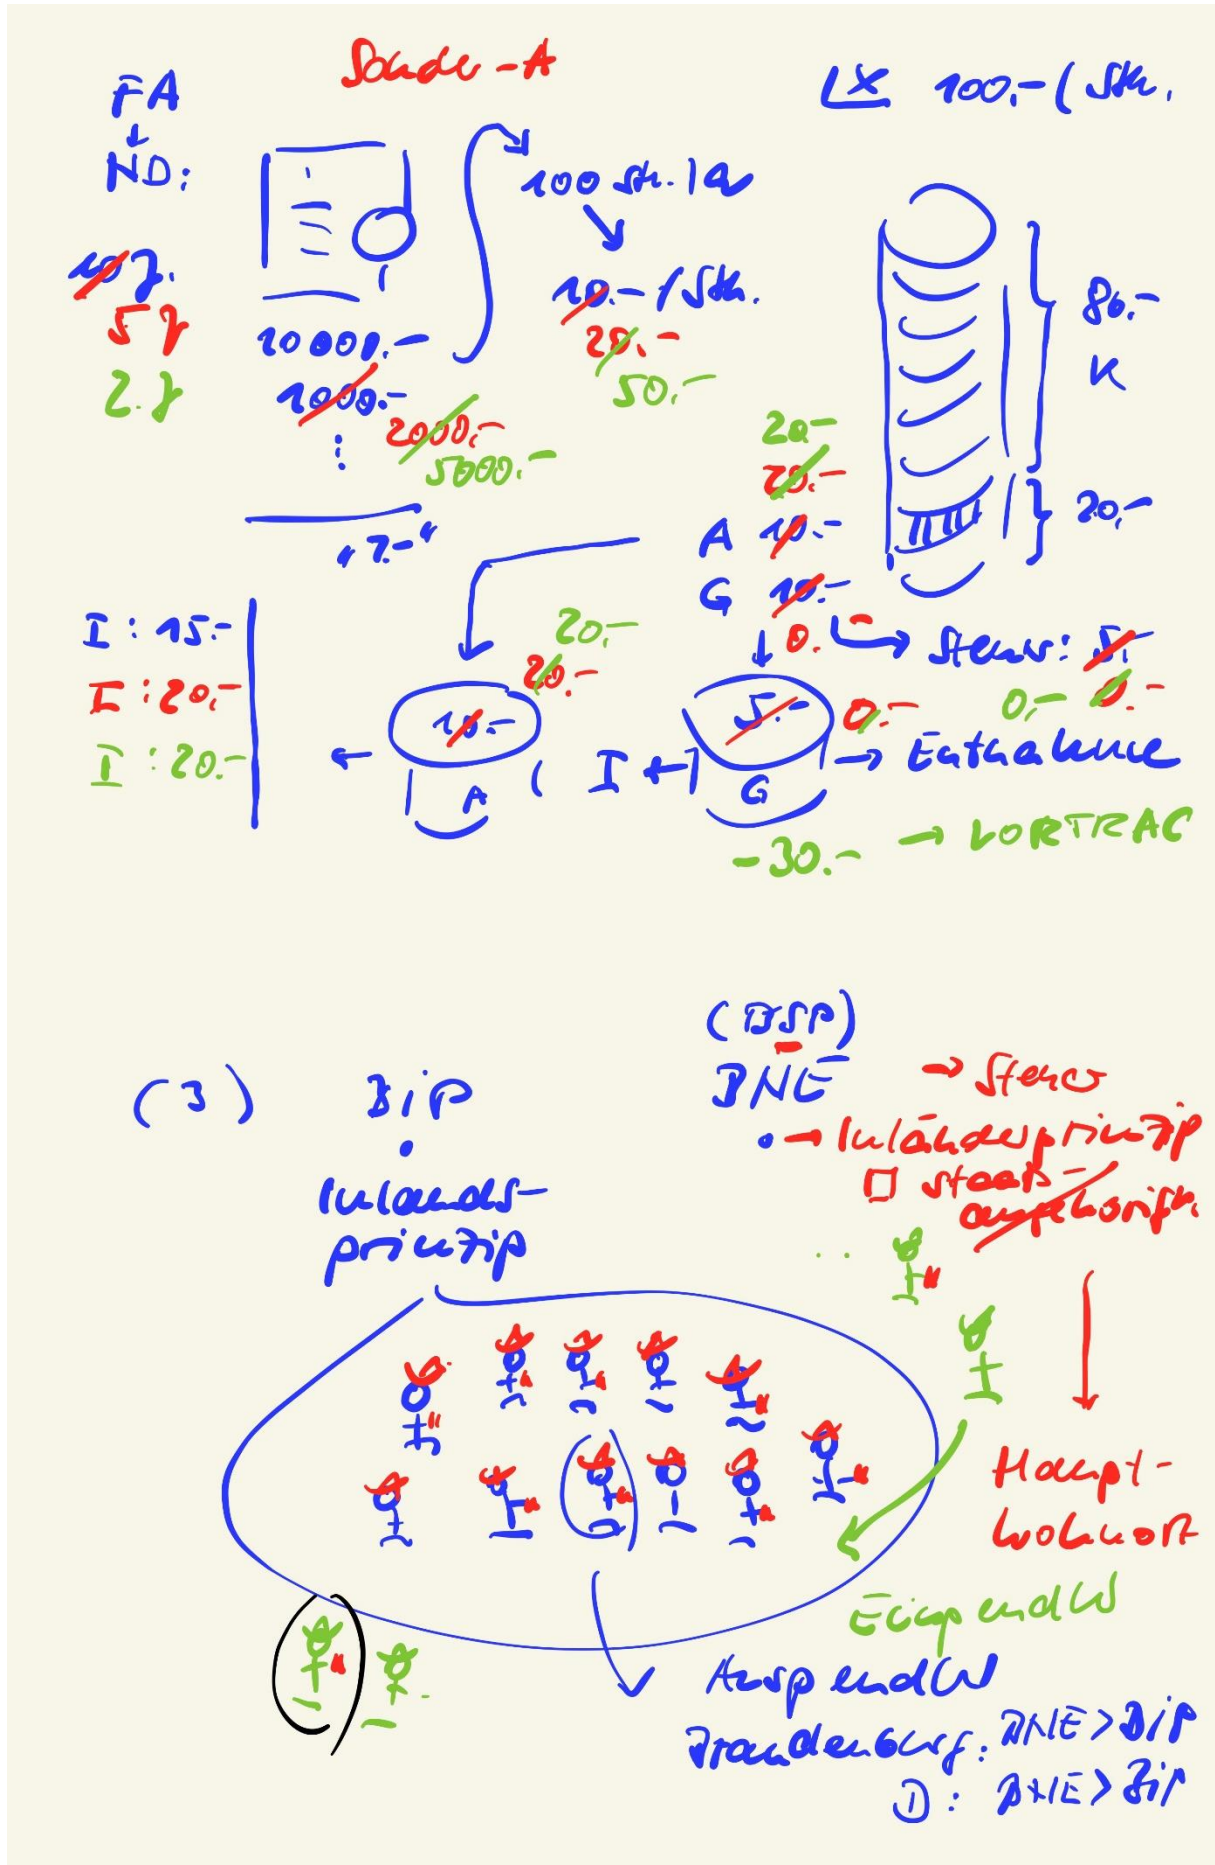 Sonder-A
FA
ND:
10 J.
5 J
2 J
10000.-
1000.-
2000,-
5000.-
"7.-"
100 Stk. / a
10.- / Stk.
20.-
50.-
LX 100,- / Stk.
80.-
K
20,-
20.-
20.-
A 10.-
G 10.-
0.-
Steuer: 5,-
0,- 0.-
I : 15.-
I : 20,-
I : 20.-
20,-
20.-
10.-
A
I
5.-
0.-
G
Entnahme
-30.- → VORTRAG
(3)
BiP
Inlands-
prinzip
(BSP)
BNE
→ Steuer
→ Inländerprinzip
□ Staats-
angehörigk.
Haupt-
wohnort
EinpendW
AuspendW
Brandenburg: BNE > BiP
D: BNE > BiP